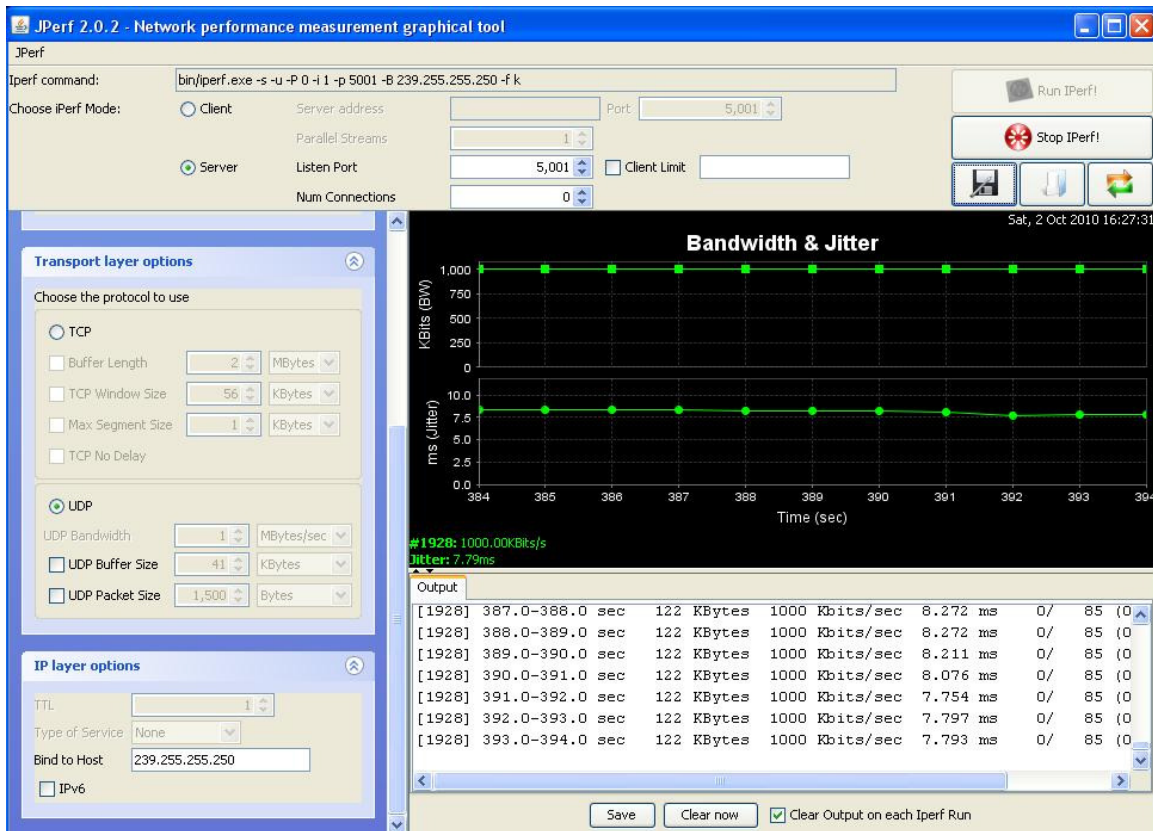 JPerf 2.0.2 - Network performance measurement graphical tool
JPerf
Iperf command: bin/iperf.exe -s -u -P 0 -i 1 -p 5001 -B 239.255.255.250 -f k
Run IPerf!
Choose iPerf Mode: Client Server address Port 5,001
Parallel Streams 1
Stop IPerf!
Server Listen Port 5,001 Client Limit
Num Connections 0
Transport layer options
Choose the protocol to use
TCP
Buffer Length 2 MBytes
TCP Window Size 56 KBytes
Max Segment Size 1 KBytes
TCP No Delay
UDP
UDP Bandwidth 1 MBytes/sec
UDP Buffer Size 41 KBytes
UDP Packet Size 1,500 Bytes
IP layer options
TTL 1
Type of Service None
Bind to Host 239.255.255.250
IPv6
Sat, 2 Oct 2010 16:27:31
Bandwidth & Jitter
KBits (BW)
1,000
750
500
250
0
ms (Jitter)
10.0
7.5
5.0
2.5
0.0
384 385 386 387 388 389 390 391 392 393 394
Time (sec)
#1928: 1000.00KBits/s
Jitter: 7.79ms
Output
[1928] 387.0-388.0 sec 122 KBytes 1000 Kbits/sec 8.272 ms 0/ 85 (0
[1928] 388.0-389.0 sec 122 KBytes 1000 Kbits/sec 8.272 ms 0/ 85 (0
[1928] 389.0-390.0 sec 122 KBytes 1000 Kbits/sec 8.211 ms 0/ 85 (0
[1928] 390.0-391.0 sec 122 KBytes 1000 Kbits/sec 8.076 ms 0/ 85 (0
[1928] 391.0-392.0 sec 122 KBytes 1000 Kbits/sec 7.754 ms 0/ 85 (0
[1928] 392.0-393.0 sec 122 KBytes 1000 Kbits/sec 7.797 ms 0/ 85 (0
[1928] 393.0-394.0 sec 122 KBytes 1000 Kbits/sec 7.793 ms 0/ 85 (0
Save Clear now Clear Output on each Iperf Run